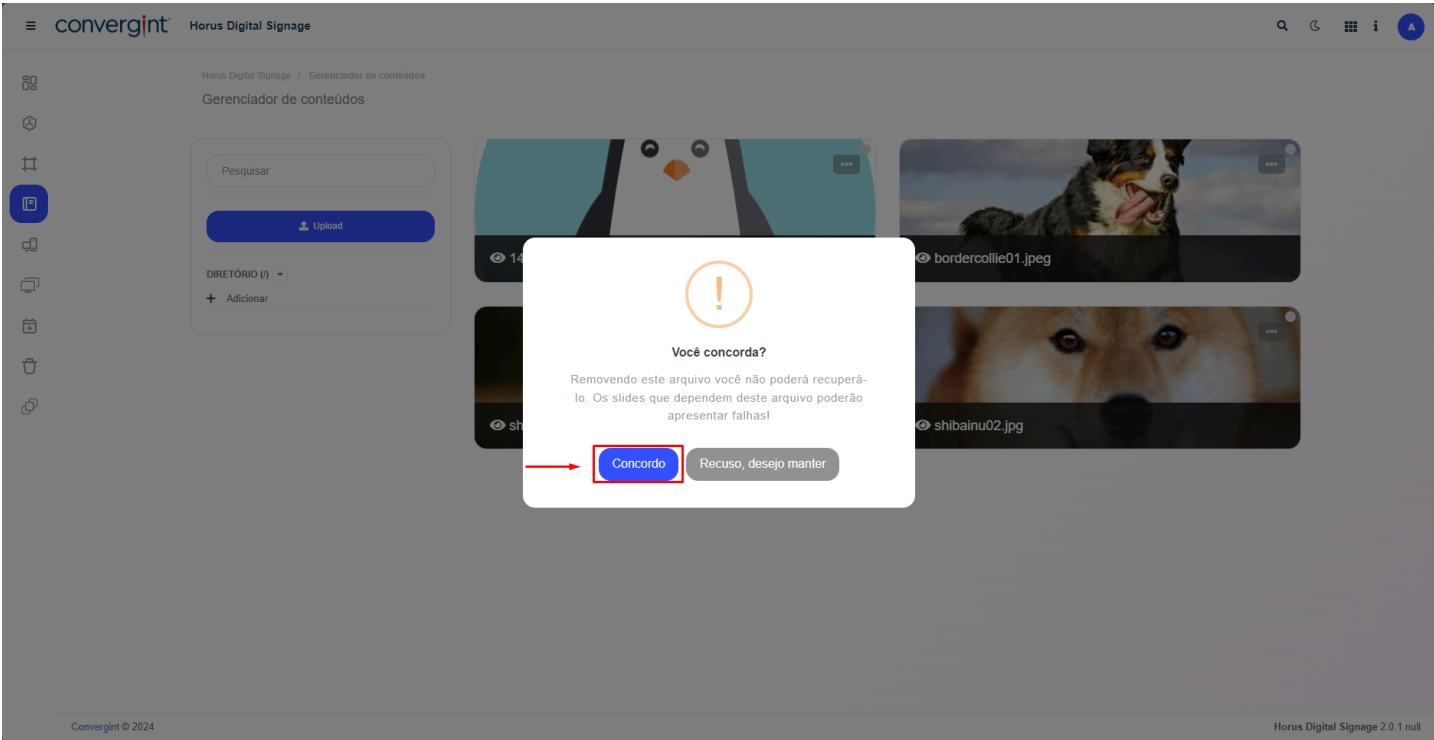 convergint Horus Digital Signage i A
Horus Digital Signage / Gerenciador de conteúdos
Gerenciador de conteúdos
Pesquisar
Upload
DIRETÓRIO (/)
+ Adicionar
14
bordercollie01.jpeg
sh
shibainu02.jpg
!
Você concorda?
Removendo este arquivo você não poderá recuperá-
lo. Os slides que dependem deste arquivo poderão
apresentar falhas!
Concordo
Recuso, desejo manter
Convergint © 2024
Horus Digital Signage 2.0.1 null